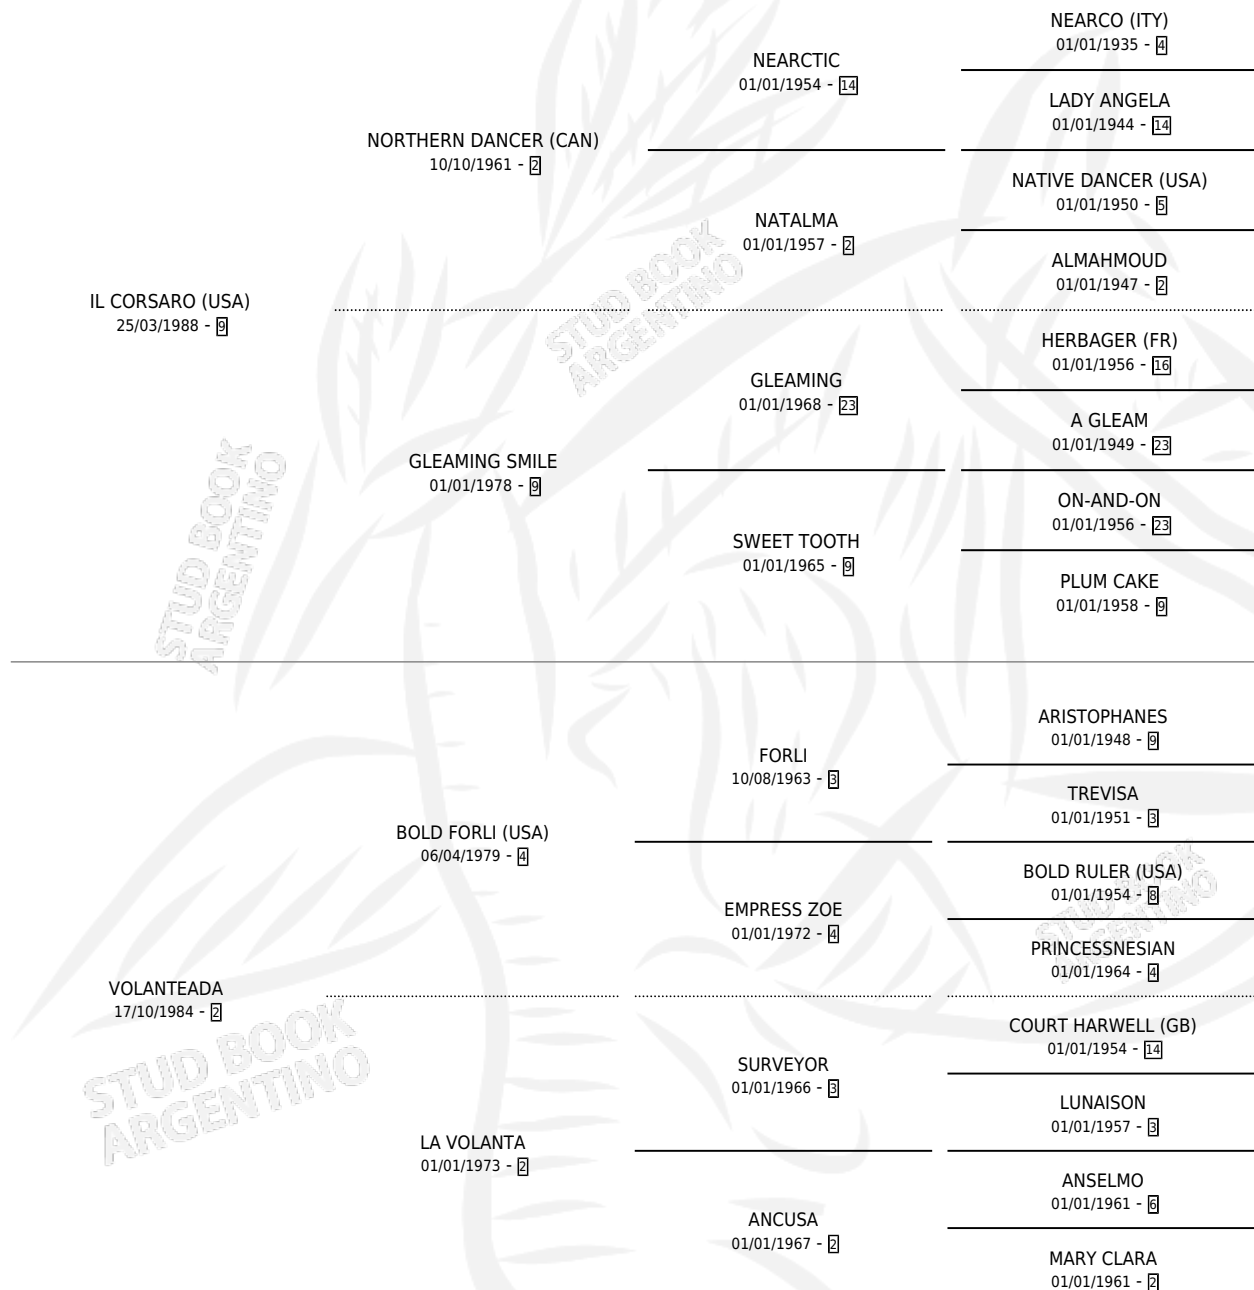 NEARCO (ITY)
01/01/1935 - 4
NEARCTIC
01/01/1954 - 14
LADY ANGELA
01/01/1944 - 14
NORTHERN DANCER (CAN)
10/10/1961 - 2
NATIVE DANCER (USA)
01/01/1950 - 5
NATALMA
01/01/1957 - 2
ALMAHMOUD
01/01/1947 - 2
IL CORSARO (USA)
25/03/1988 - 9
STUD BOOK
ARGENTINO
HERBAGER (FR)
01/01/1956 - 16
GLEAMING
01/01/1968 - 23
A GLEAM
01/01/1949 - 23
GLEAMING SMILE
01/01/1978 - 9
ON-AND-ON
01/01/1956 - 23
SWEET TOOTH
01/01/1965 - 9
PLUM CAKE
01/01/1958 - 9
STUD BOOK
ARGENTINO
ARISTOPHANES
01/01/1948 - 9
FORLI
10/08/1963 - 3
TREVISA
01/01/1951 - 3
BOLD FORLI (USA)
06/04/1979 - 4
BOLD RULER (USA)
01/01/1954 - 8
EMPRESS ZOE
01/01/1972 - 4
PRINCESSNESIAN
01/01/1964 - 4
STUD BOOK
ARGENTINO
VOLANTEADA
17/10/1984 - 2
COURT HARWELL (GB)
01/01/1954 - 14
SURVEYOR
01/01/1966 - 3
LUNAISON
01/01/1957 - 3
STUD BOOK
ARGENTINO
LA VOLANTA
01/01/1973 - 2
ANSELMO
01/01/1961 - 6
ANCUSA
01/01/1967 - 2
MARY CLARA
01/01/1961 - 2